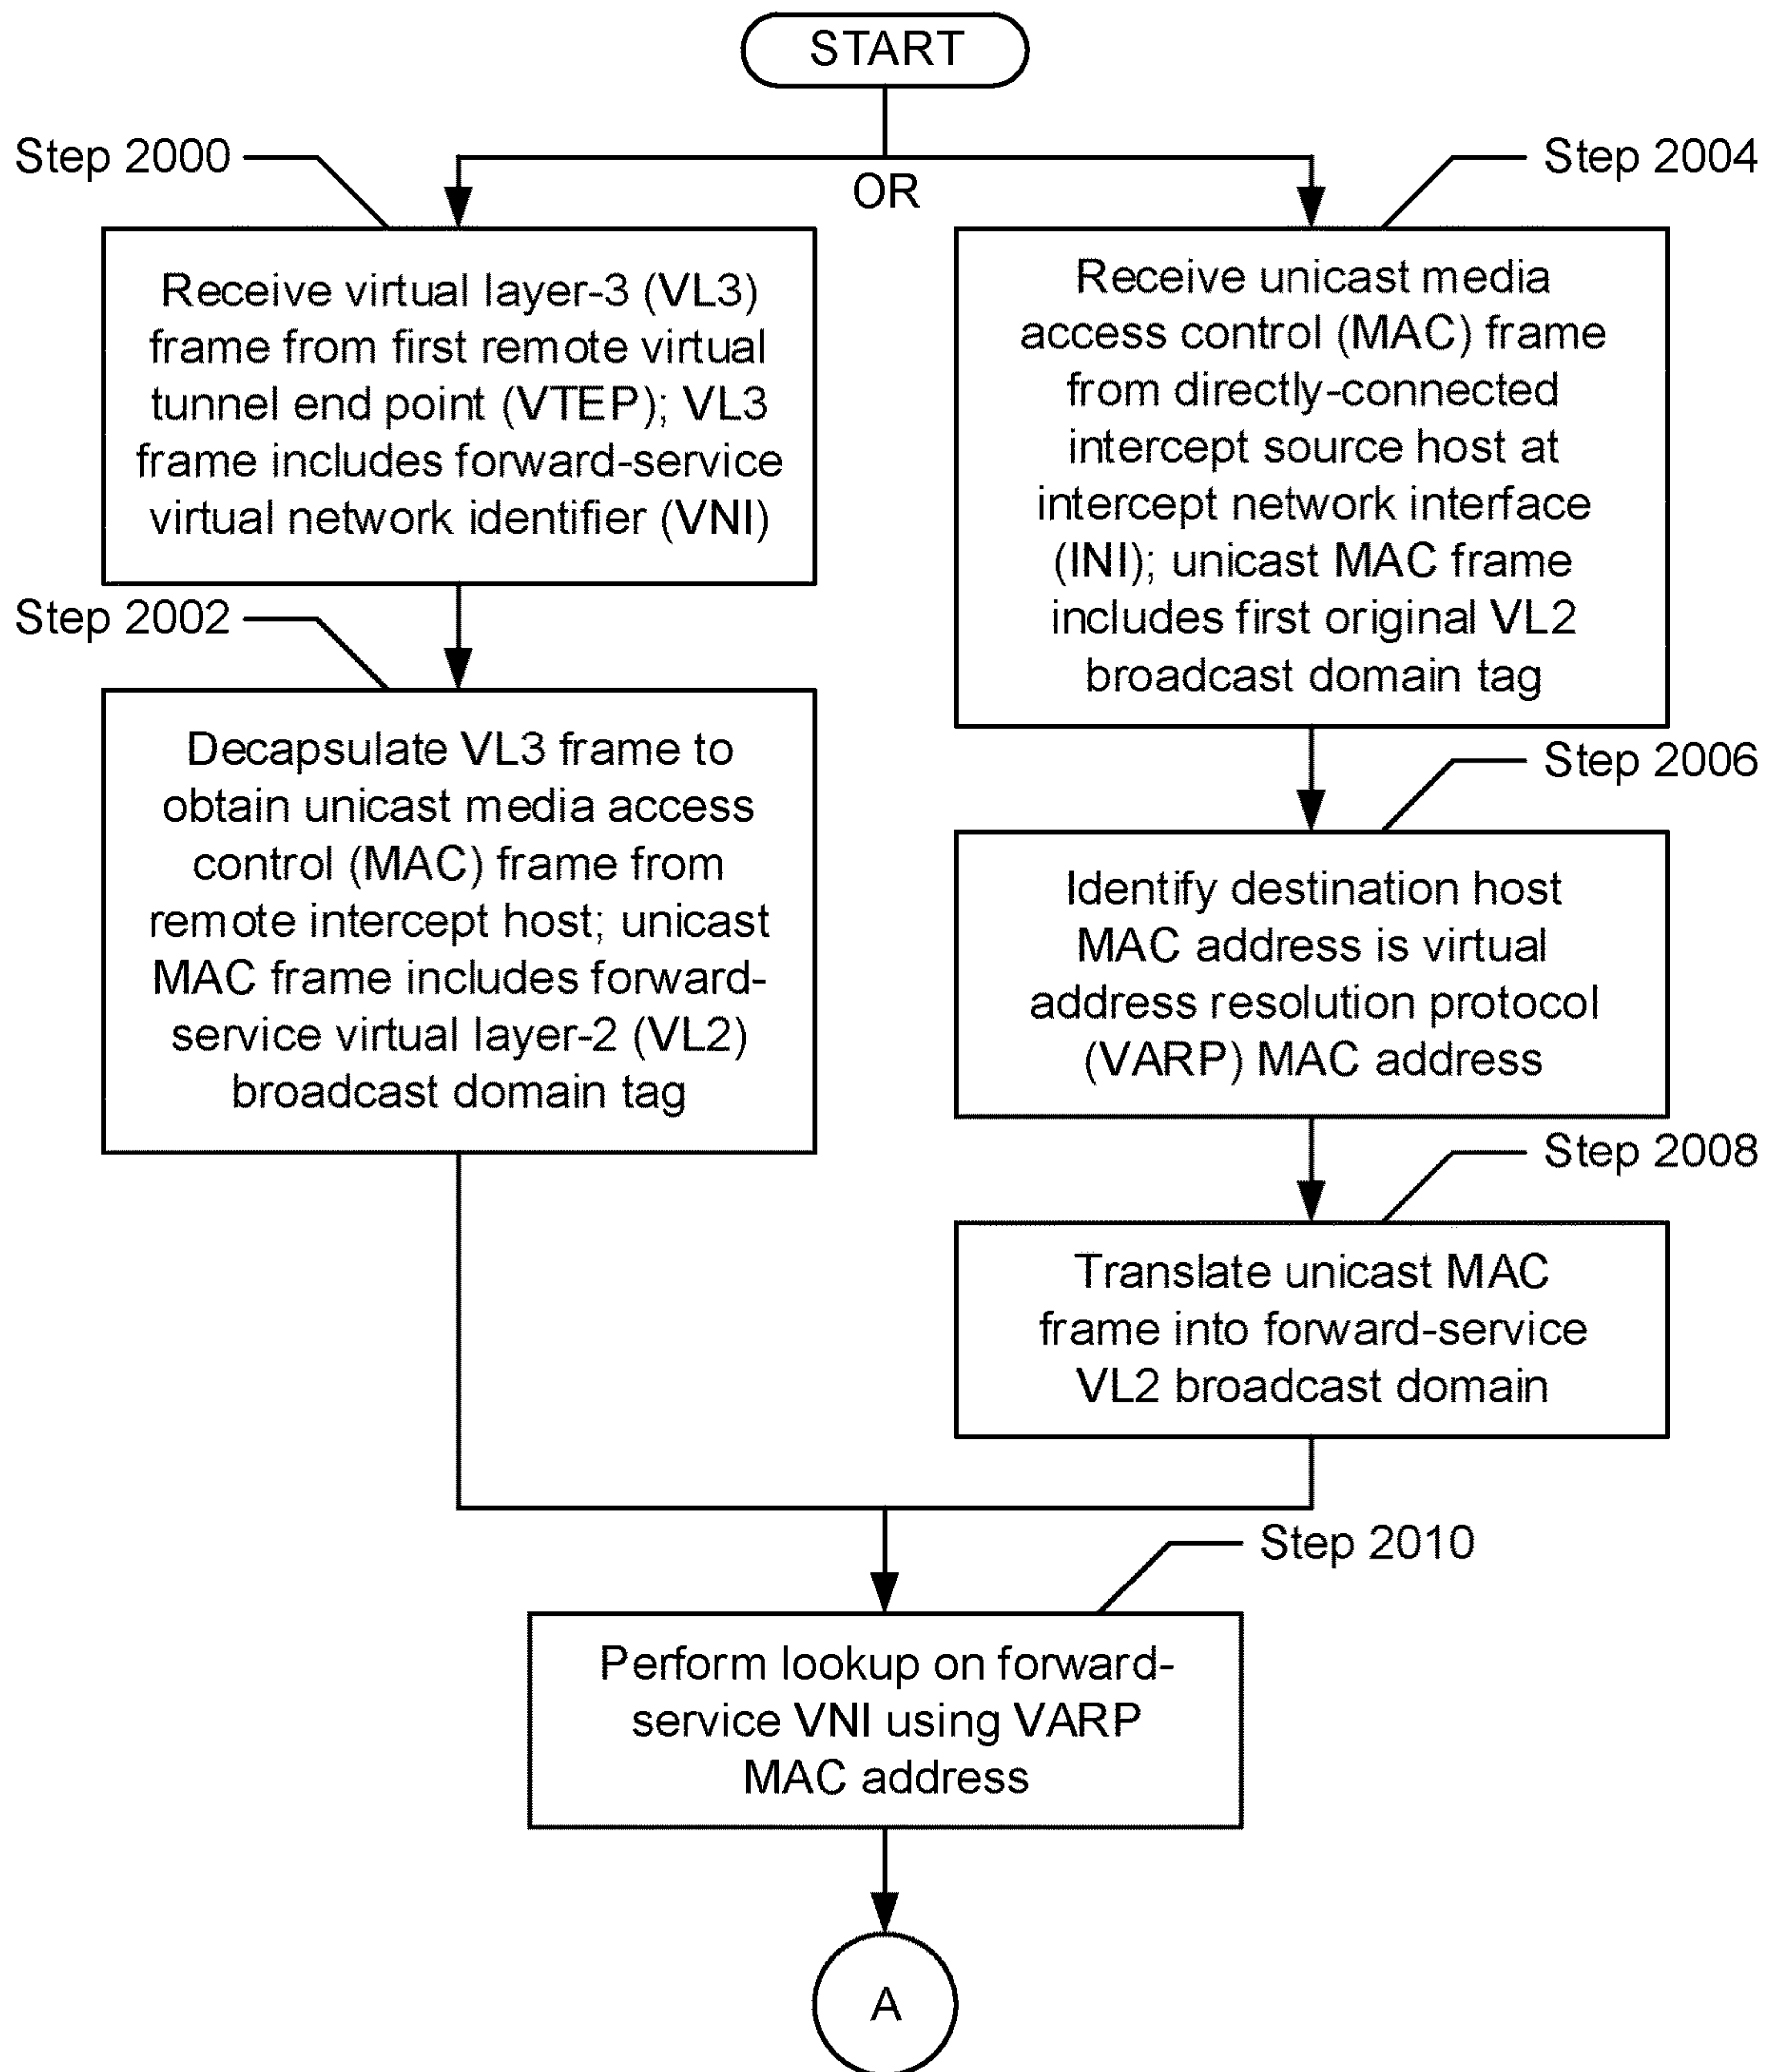 START
OR
Step 2000
Receive virtual layer-3 (VL3)
frame from first remote virtual
tunnel end point (VTEP); VL3
frame includes forward-service
virtual network identifier (VNI)
Step 2002
Decapsulate VL3 frame to
obtain unicast media access
control (MAC) frame from
remote intercept host; unicast
MAC frame includes forward-
service virtual layer-2 (VL2)
broadcast domain tag
Step 2004
Receive unicast media
access control (MAC) frame
from directly-connected
intercept source host at
intercept network interface
(INI); unicast MAC frame
includes first original VL2
broadcast domain tag
Step 2006
Identify destination host
MAC address is virtual
address resolution protocol
(VARP) MAC address
Step 2008
Translate unicast MAC
frame into forward-service
VL2 broadcast domain
Step 2010
Perform lookup on forward-
service VNI using VARP
MAC address
A